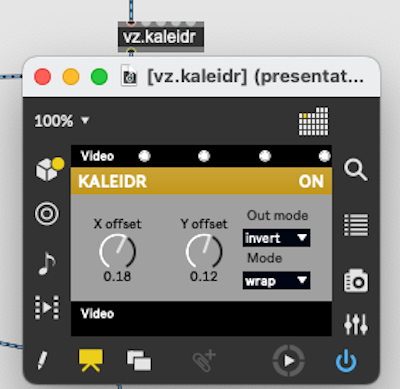 vz.kaleidr
[vz.kaleidr] (presentat...
100%
Video
KALEIDR ON
X offset
0.18
Y offset
0.12
Out mode
invert
Mode
wrap
Video